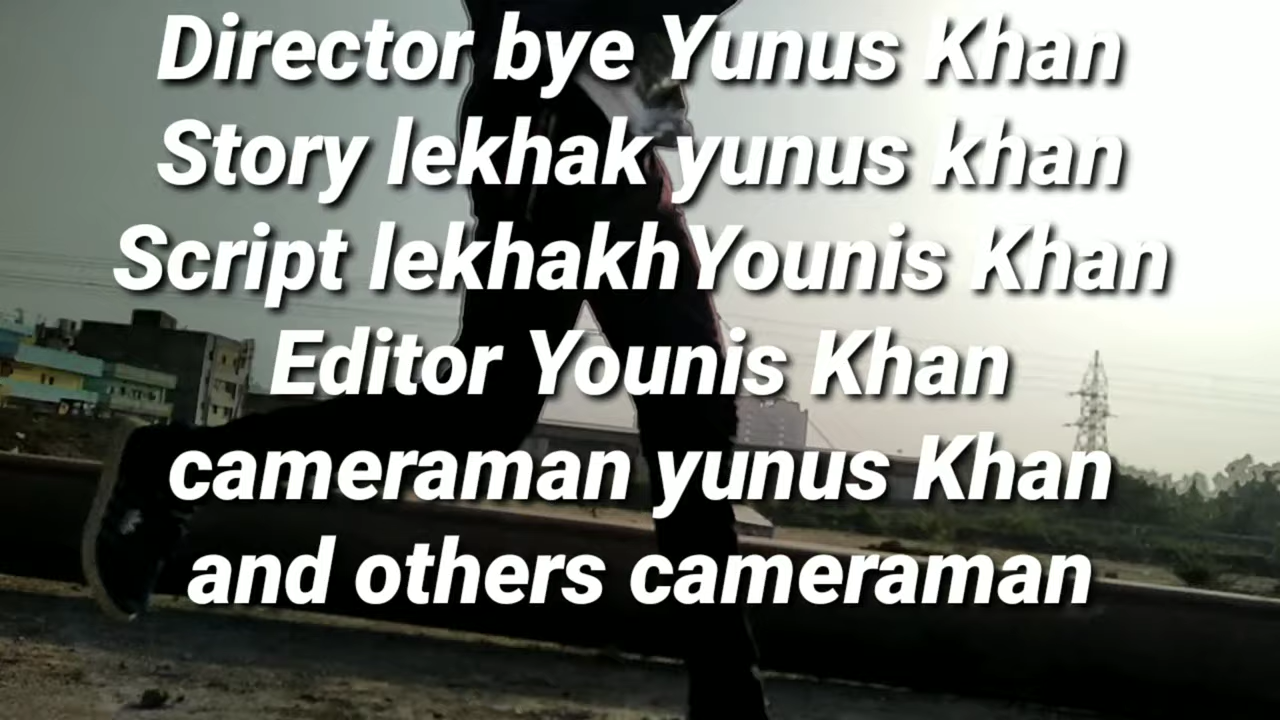 Director bye Yunus Khan
Story lekhak yunus khan
Script lekhakhYounis Khan
Editor Younis Khan
cameraman yunus Khan
and others cameraman